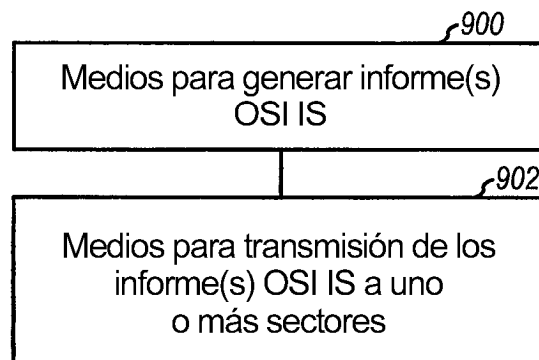 900
Medios para generar informe(s)
OSI IS
902
Medios para transmisión de los
informe(s) OSI IS a uno
o más sectores